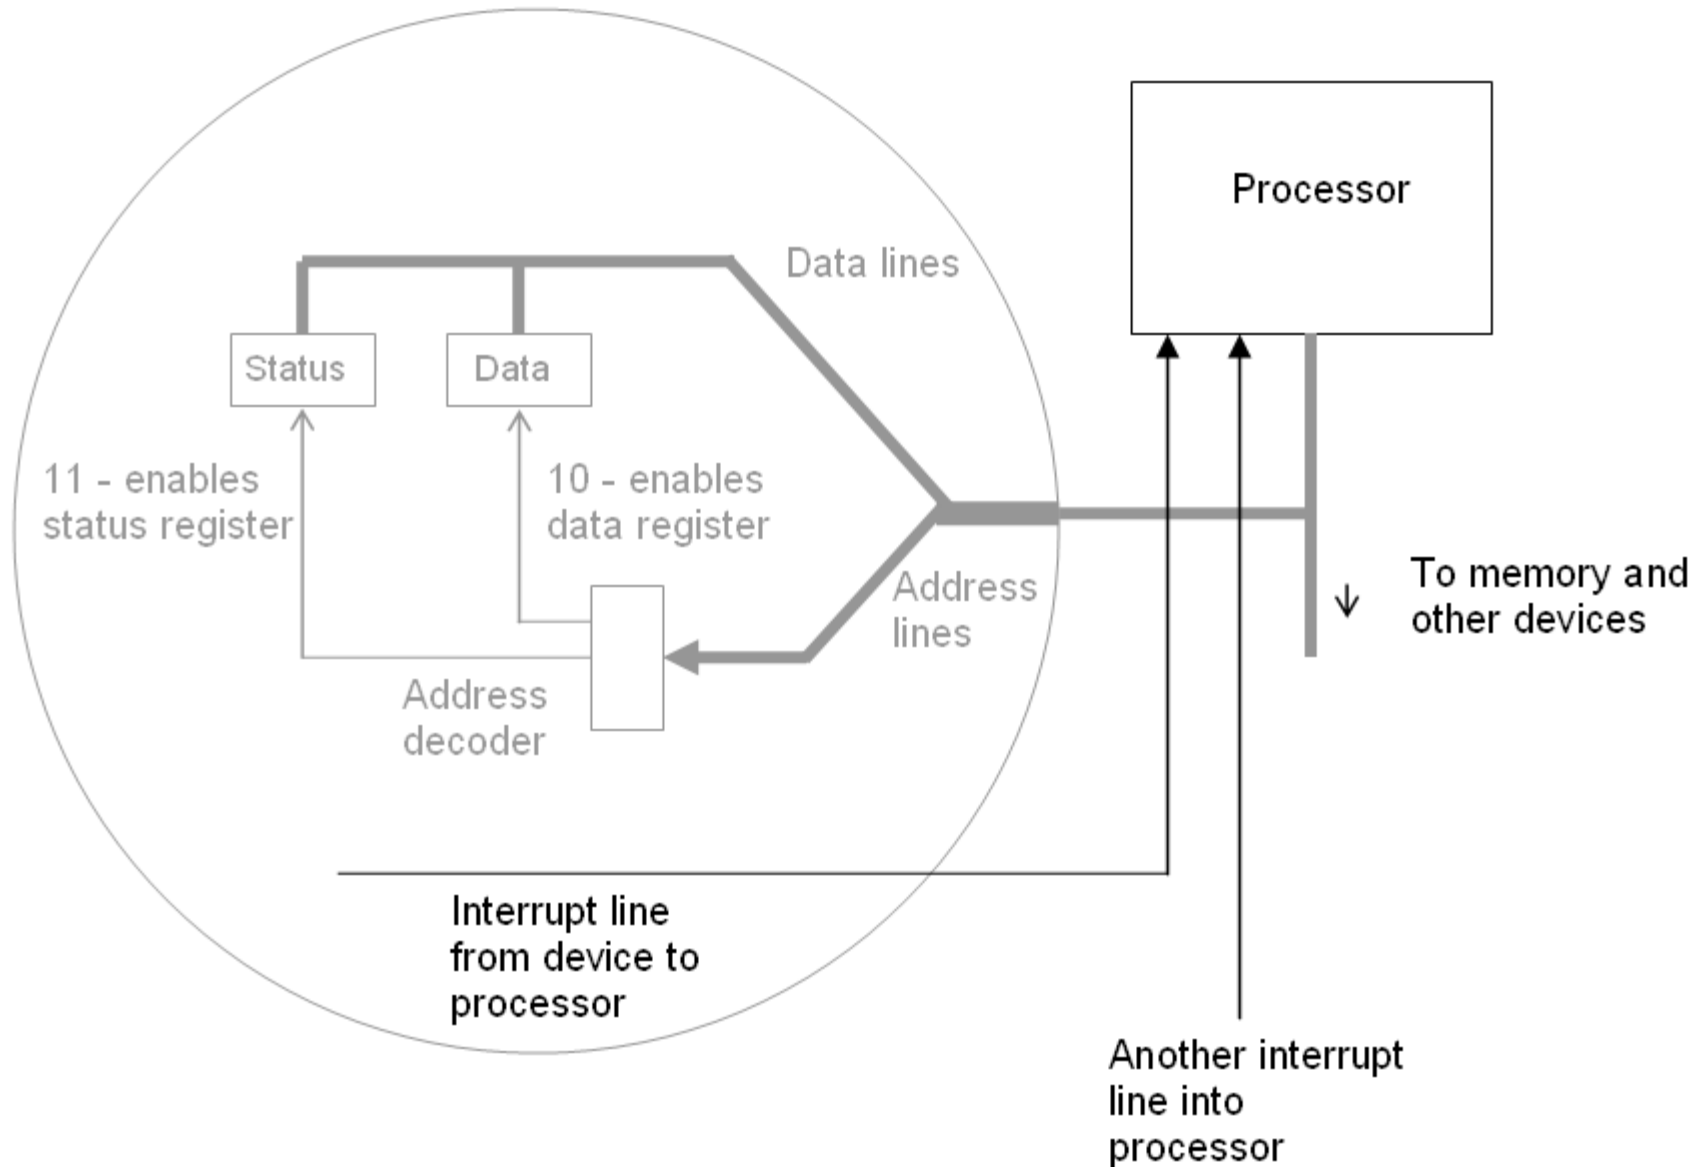 Processor
Data lines
Status
Data
11 - enables
status register
10 - enables
data register
Address
lines
To memory and
other devices
Address
decoder
Interrupt line
from device to
processor
Another interrupt
line into
processor